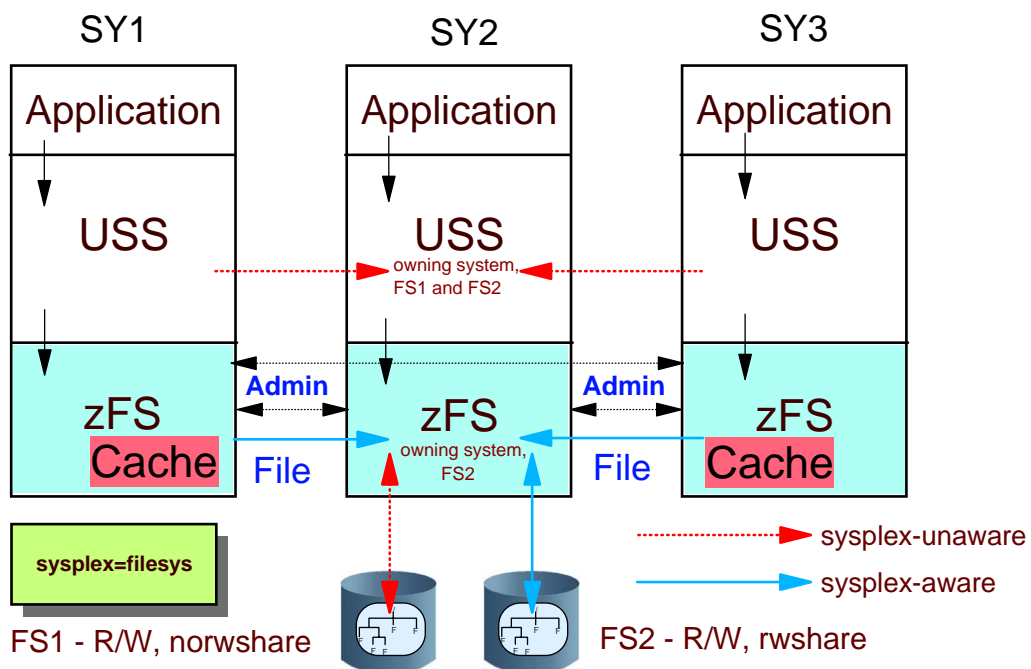 SY1
SY2
SY3
Application
Application
Application
USS
USS
USS
owning system,
FS1 and FS2
Admin
Admin
zFS
zFS
zFS
Cache
owning system,
FS2
Cache
File
File
sysplex=filesys
sysplex-unaware
sysplex-aware
F
F
F
F
F
F
F
F
FS1 - R/W, norwshare
FS2 - R/W, rwshare